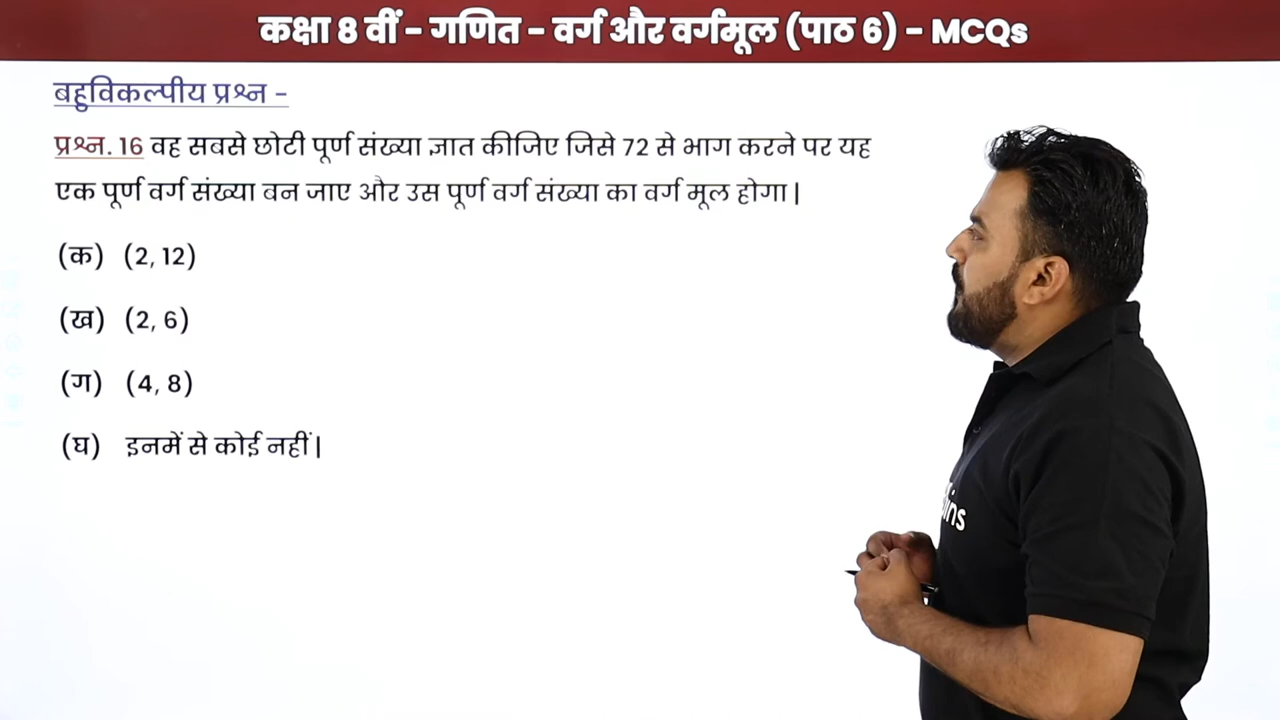 कक्षा 8 वीं - गणित - वर्ग और वर्गमूल (पाठ 6) - MCQs
बहुविकल्पीय प्रश्न -
प्रश्न. 16 वह सबसे छोटी पूर्ण संख्या ज्ञात कीजिए जिसे 72 से भाग करने पर यह
एक पूर्ण वर्ग संख्या बन जाए और उस पूर्ण वर्ग संख्या का वर्ग मूल होगा |
(क) (2, 12)
(ख) (2, 6)
(ग) (4, 8)
(घ) इनमें से कोई नहीं |